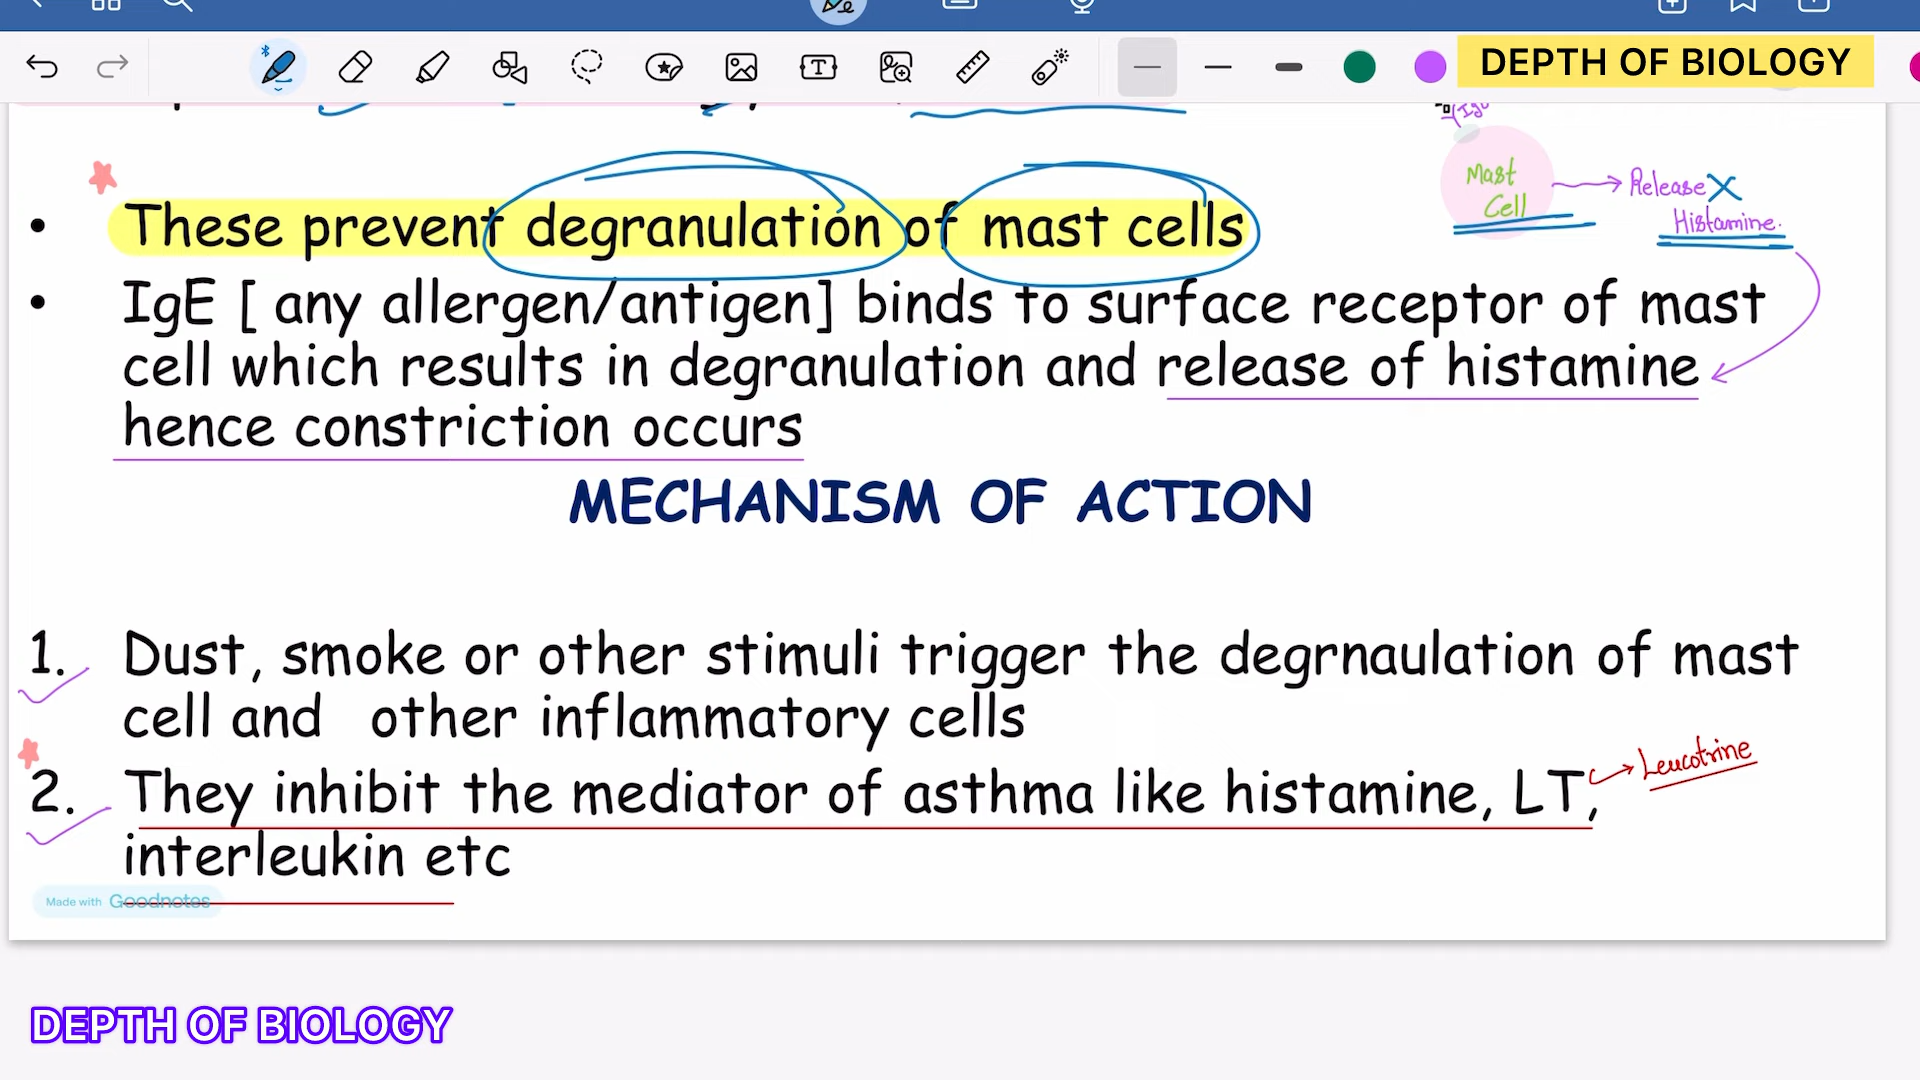 DEPTH OF BIOLOGY
IgE
Mast
Cell
Release
Histamine.
• These prevent degranulation of mast cells
• IgE [ any allergen/antigen] binds to surface receptor of mast
cell which results in degranulation and release of histamine
hence constriction occurs
MECHANISM OF ACTION
1. Dust, smoke or other stimuli trigger the degrnaulation of mast
cell and other inflammatory cells
2. They inhibit the mediator of asthma like histamine, LT,
Leucotrine
interleukin etc
Made with Goodnotes
DEPTH OF BIOLOGY